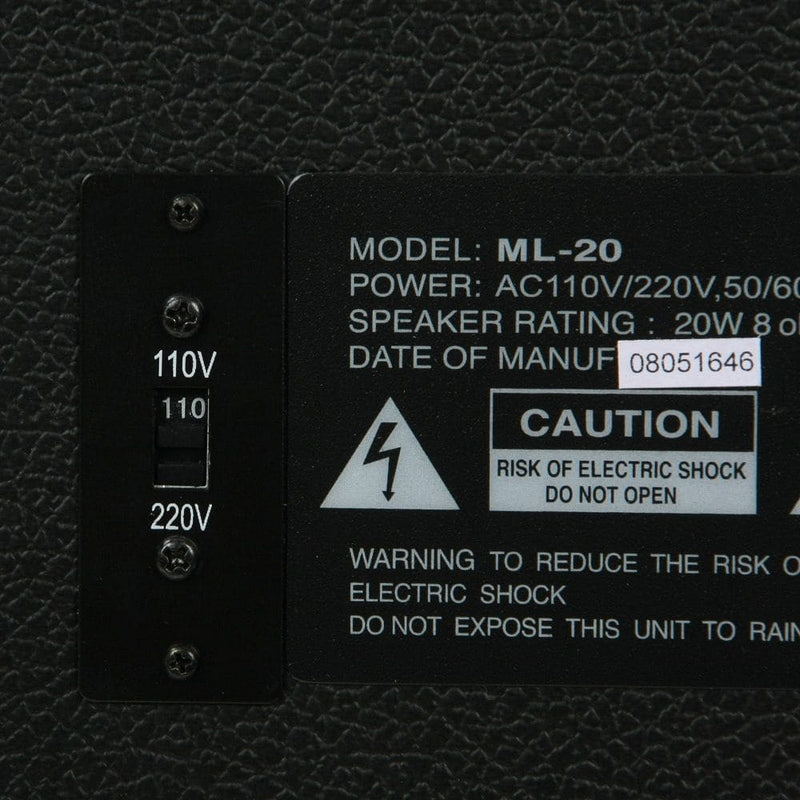 110V
110
220V
MODEL: ML-20
POWER: AC110V/220V,50/60
SPEAKER RATING : 20W 8
DATE OF MANUF
08051646
CAUTION
RISK OF ELECTRIC SHOCK
DO NOT OPEN
WARNING TO REDUCE THE RISK
ELECTRIC SHOCK
DO NOT EXPOSE THIS UNIT TO RAIN